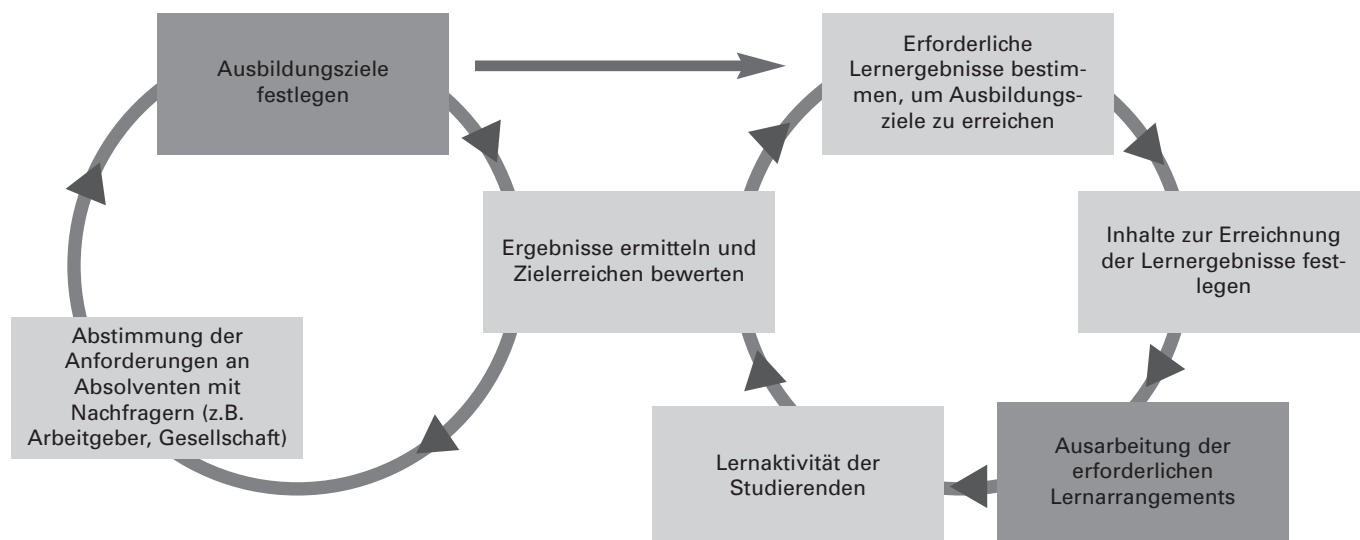 Ausbildungsziele
festlegen
Erforderliche
Lernergebnisse bestim-
men, um Ausbildungs-
ziele zu erreichen
Ergebnisse ermitteln und
Zielerreichen bewerten
Inhalte zur Erreichnung
der Lernergebnisse fest-
legen
Abstimmung der
Anforderungen an
Absolventen mit
Nachfragern (z.B.
Arbeitgeber, Gesellschaft)
Lernaktivität der
Studierenden
Ausarbeitung der
erforderlichen
Lernarrangements